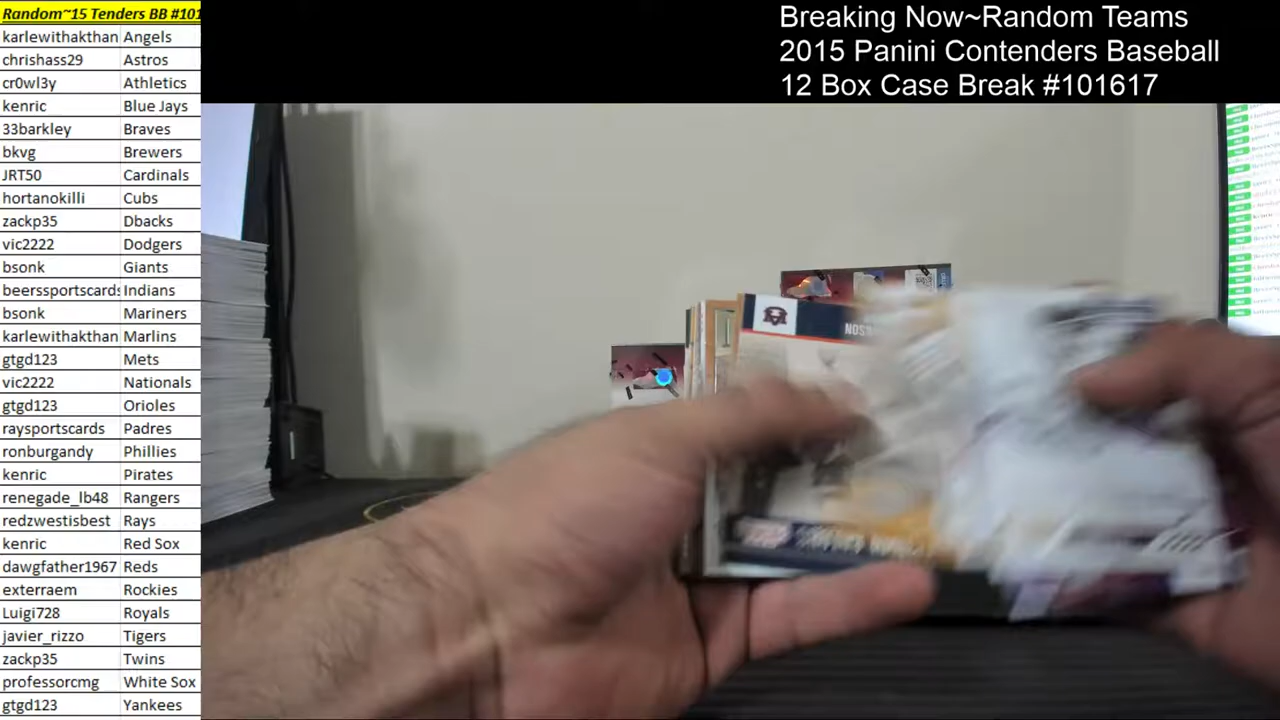 Random~15 Tenders BB #101
karlewithakthan Angels
chrishass29 Astros
cr0wl3y Athletics
kenric Blue Jays
33barkley Braves
bkvg Brewers
JRT50 Cardinals
hortanokilli Cubs
zackp35 Dbacks
vic2222 Dodgers
bsonk Giants
beerssportscards Indians
bsonk Mariners
karlewithakthan Marlins
gtgd123 Mets
vic2222 Nationals
gtgd123 Orioles
raysportscards Padres
ronburgandy Phillies
kenric Pirates
renegade_lb48 Rangers
redzwestisbest Rays
kenric Red Sox
dawgfather1967 Reds
exterraem Rockies
Luigi728 Royals
javier_rizzo Tigers
zackp35 Twins
professorcmg White Sox
gtgd123 Yankees
Breaking Now~Random Teams
2015 Panini Contenders Baseball
12 Box Case Break #101617